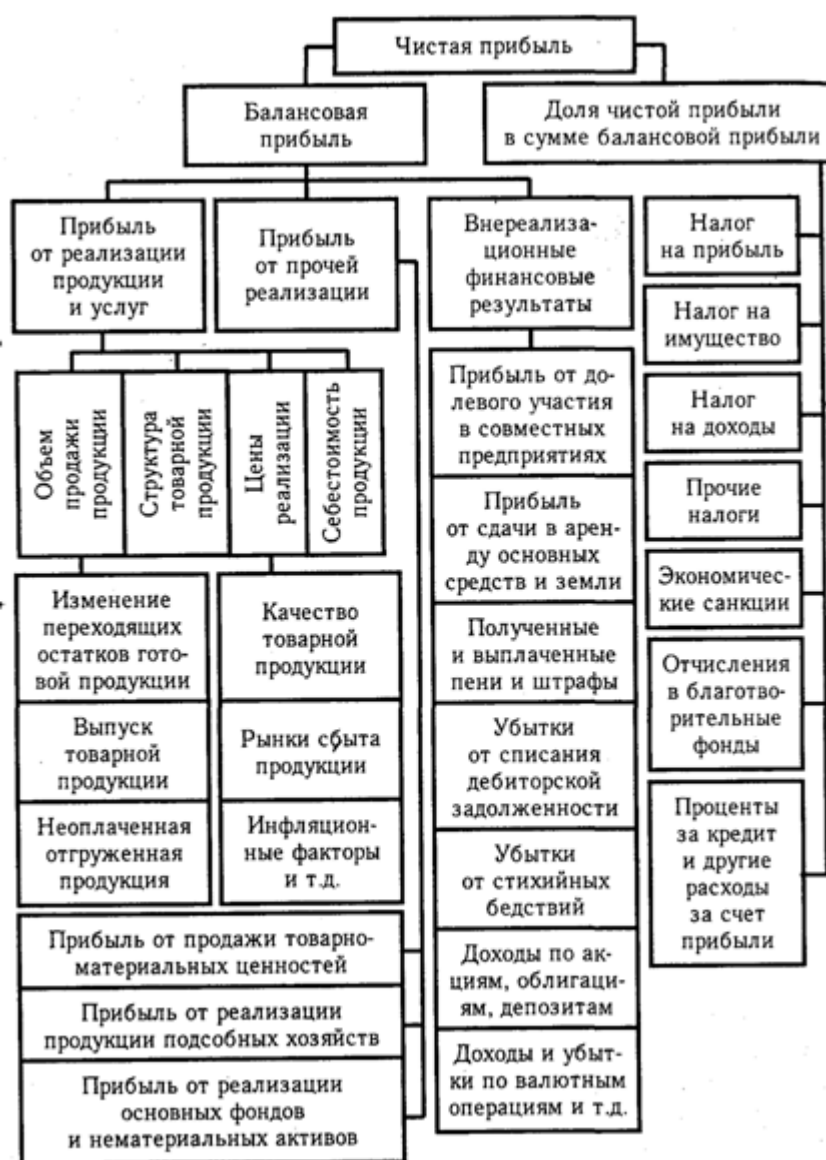 Чистая прибыль
Балансовая
прибыль
Доля чистой прибыли
в сумме балансовой прибыли
Прибыль
от реализации
продукции
и услуг
Прибыль
от прочей
реализации
Внереализа-
ционные
финансовые
результаты
Объем
продажи
продукции
Структура
товарной
продукции
Цены
реализации
Себестоимость
продукции
Изменение
переходящих
остатков гото-
вой продукции
Выпуск
товарной
продукции
Неоплаченная
отгруженная
продукция
Качество
товарной
продукции
Рынки сбыта
продукции
Инфляцион-
ные факторы
и т.д.
Прибыль от продажи товарно-
материальных ценностей
Прибыль от реализации
продукции подсобных хозяйств
Прибыль от реализации
основных фондов
и нематериальных активов
Прибыль от до-
левого участия
в совместных
предприятиях
Прибыль
от сдачи в арен-
ду основных
средств и земли
Полученные
и выплаченные
пени и штрафы
Убытки
от списания
дебиторской
задолженности
Убытки
от стихийных
бедствий
Доходы по ак-
циям, облигаци-
ям, депозитам
Доходы и убыт-
ки по валютным
операциям и т.д.
Налог
на прибыль
Налог на
имущество
Налог
на доходы
Прочие
налоги
Экономичес-
кие санкции
Отчисления
в благотво-
рительные
фонды
Проценты
за кредит
и другие
расходы
за счет
прибыли